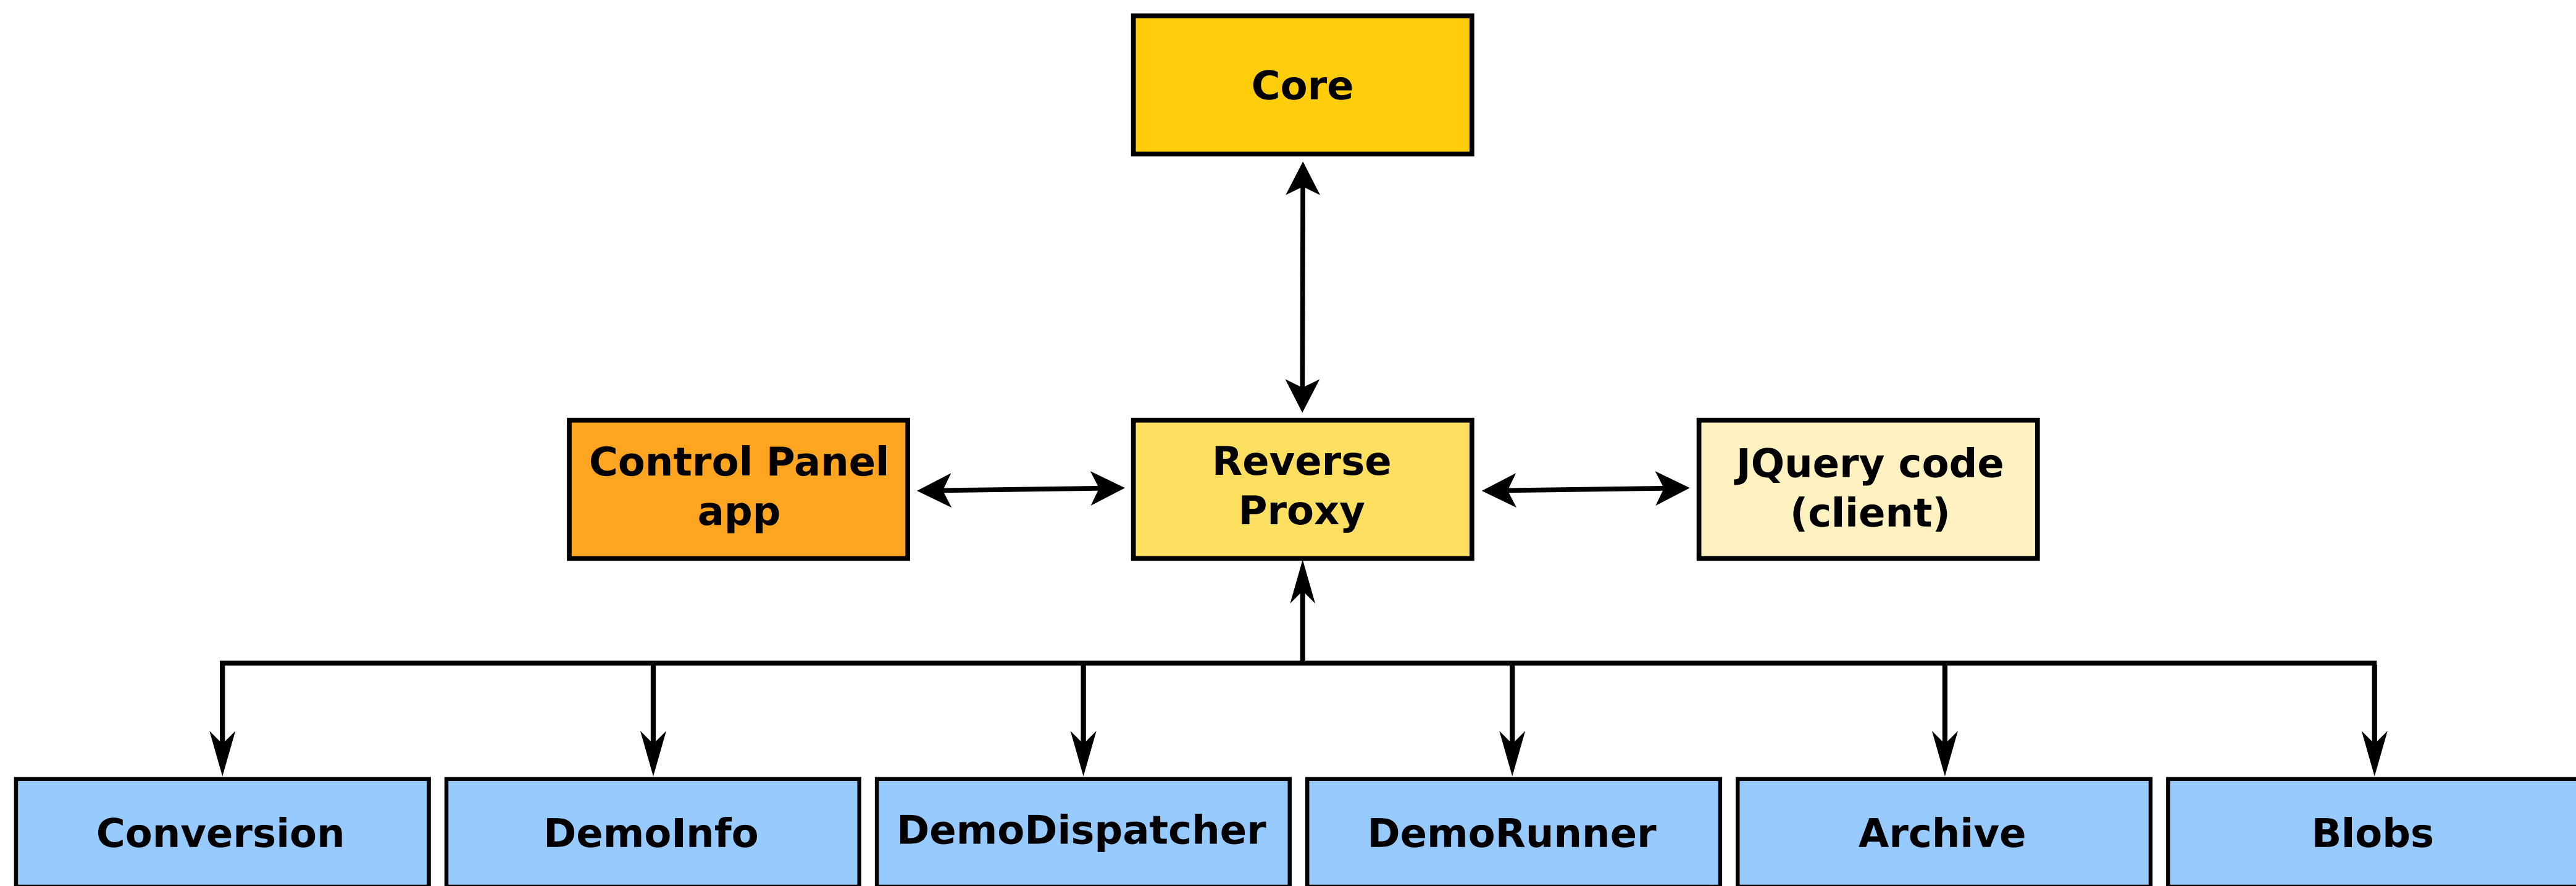 Core
Control Panel
app
Reverse
Proxy
JQuery code
(client)
Conversion
DemoInfo
DemoDispatcher
DemoRunner
Archive
Blobs